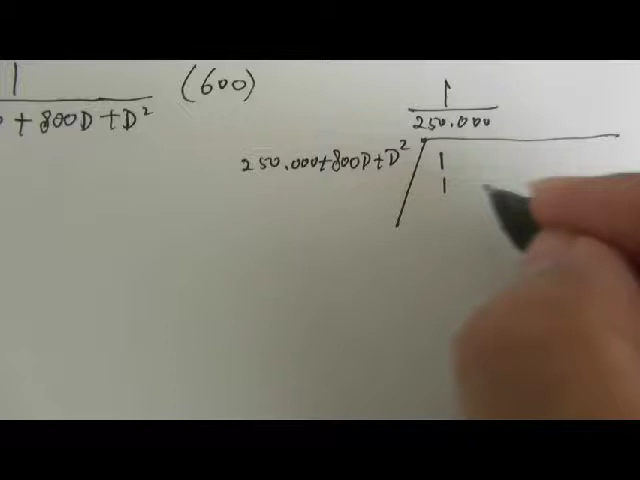 1 (600)
+ 800D + D²
1
250.000
250.000+800D+D² 1
1